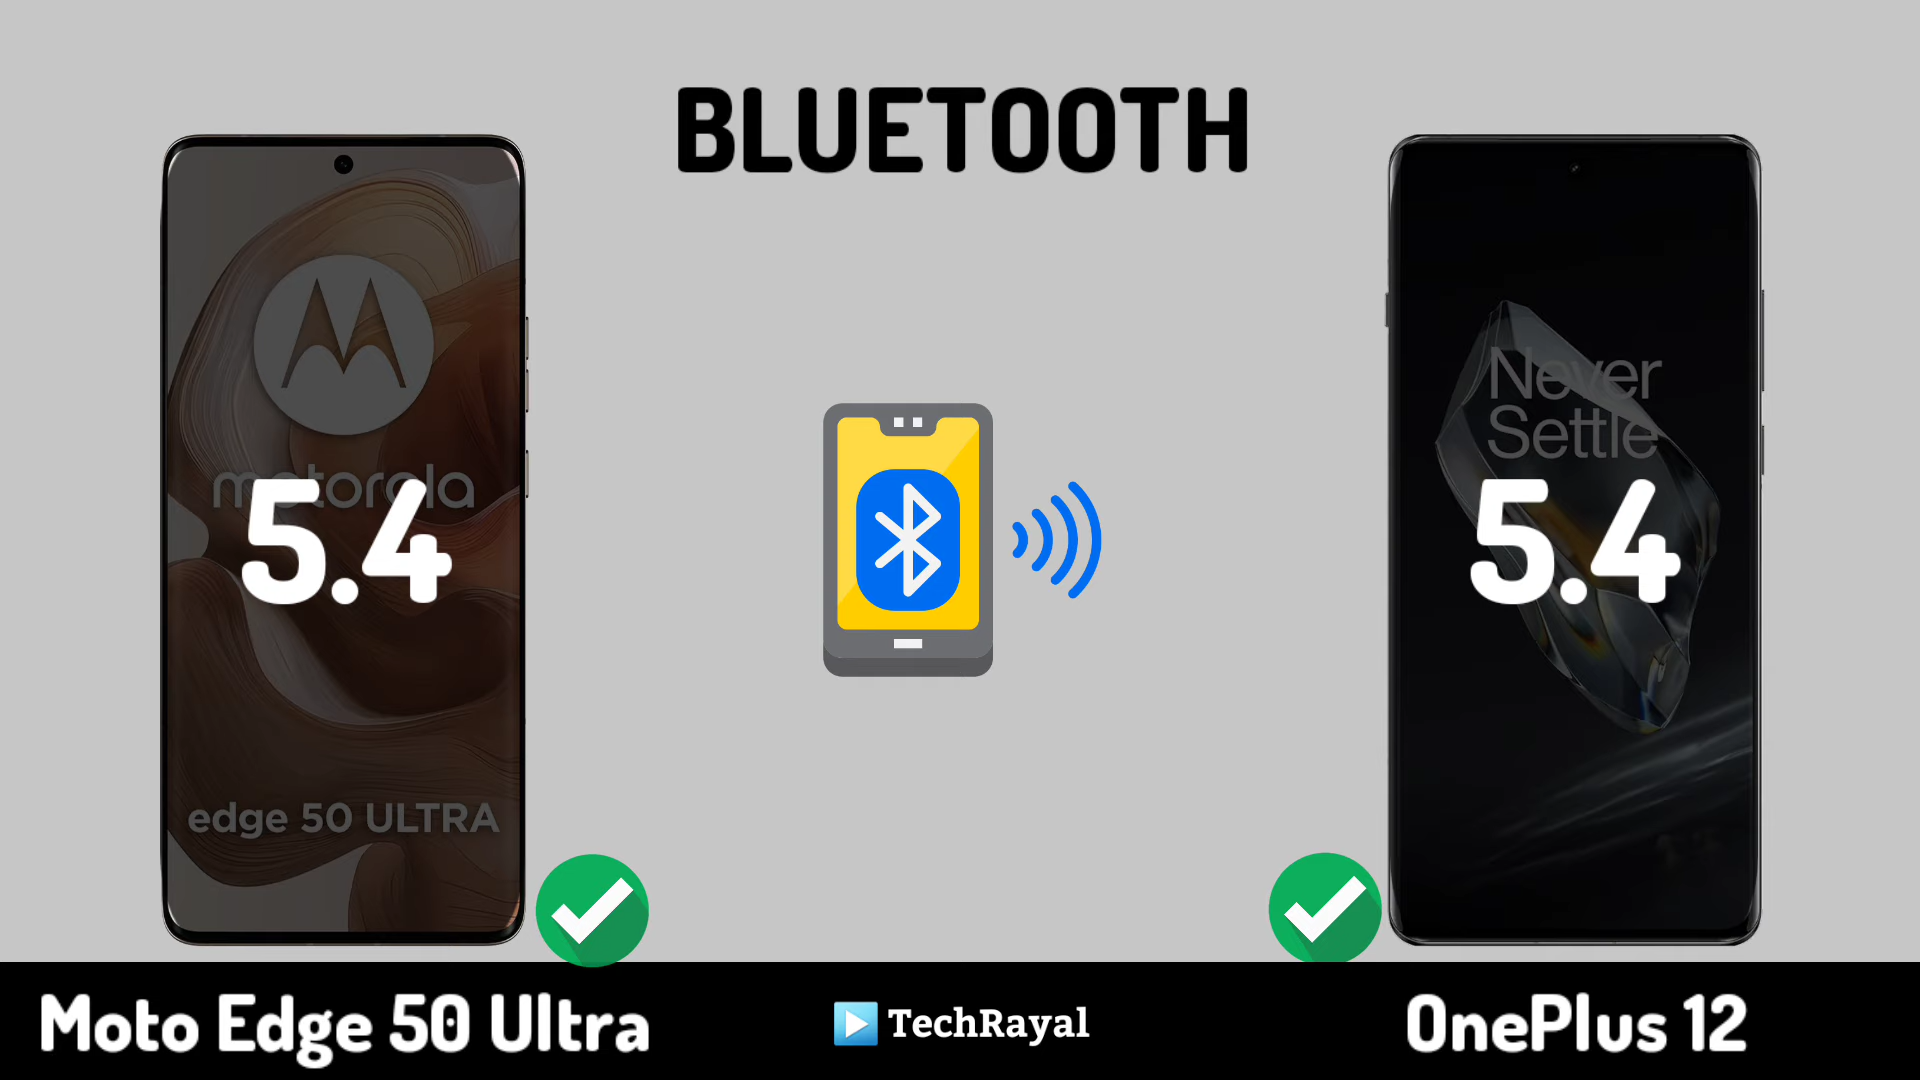 BLUETOOTH
motorola
5.4
edge 50 ULTRA
Never
Settle
5.4
Moto Edge 50 Ultra
TechRayal
OnePlus 12